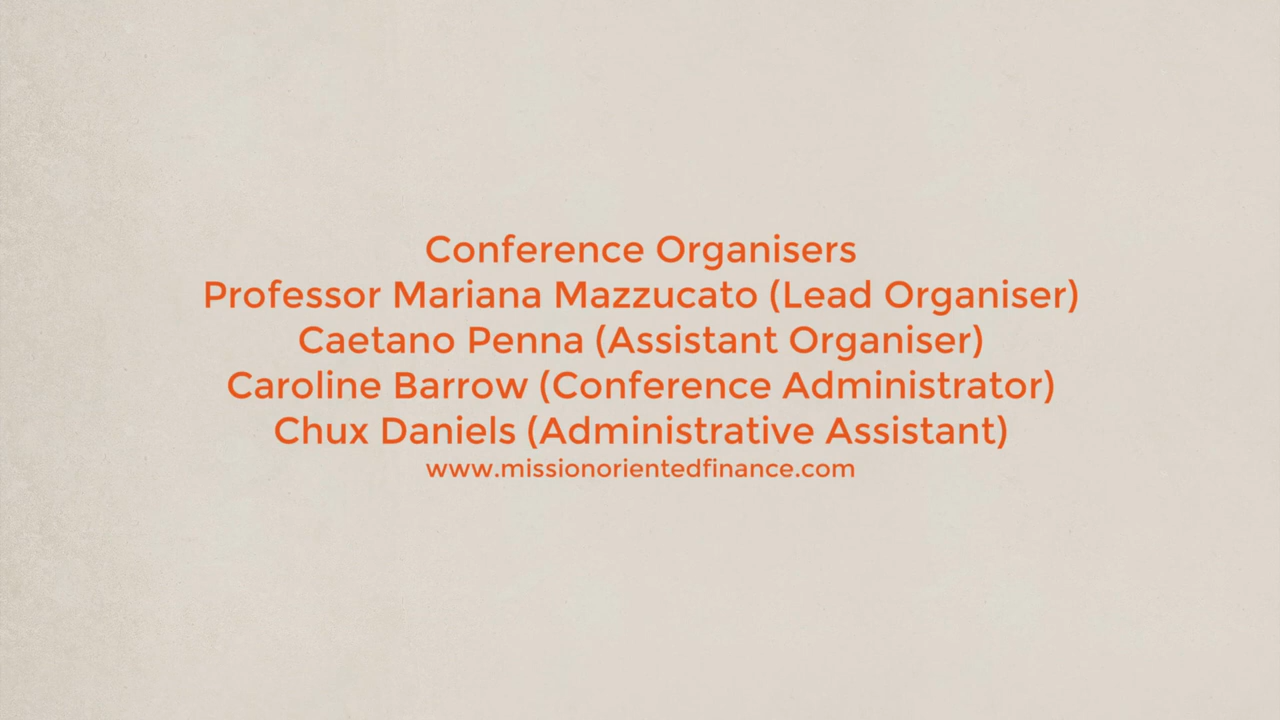 Conference Organisers
Professor Mariana Mazzucato (Lead Organiser)
Caetano Penna (Assistant Organiser)
Caroline Barrow (Conference Administrator)
Chux Daniels (Administrative Assistant)
www.missionorientedfinance.com